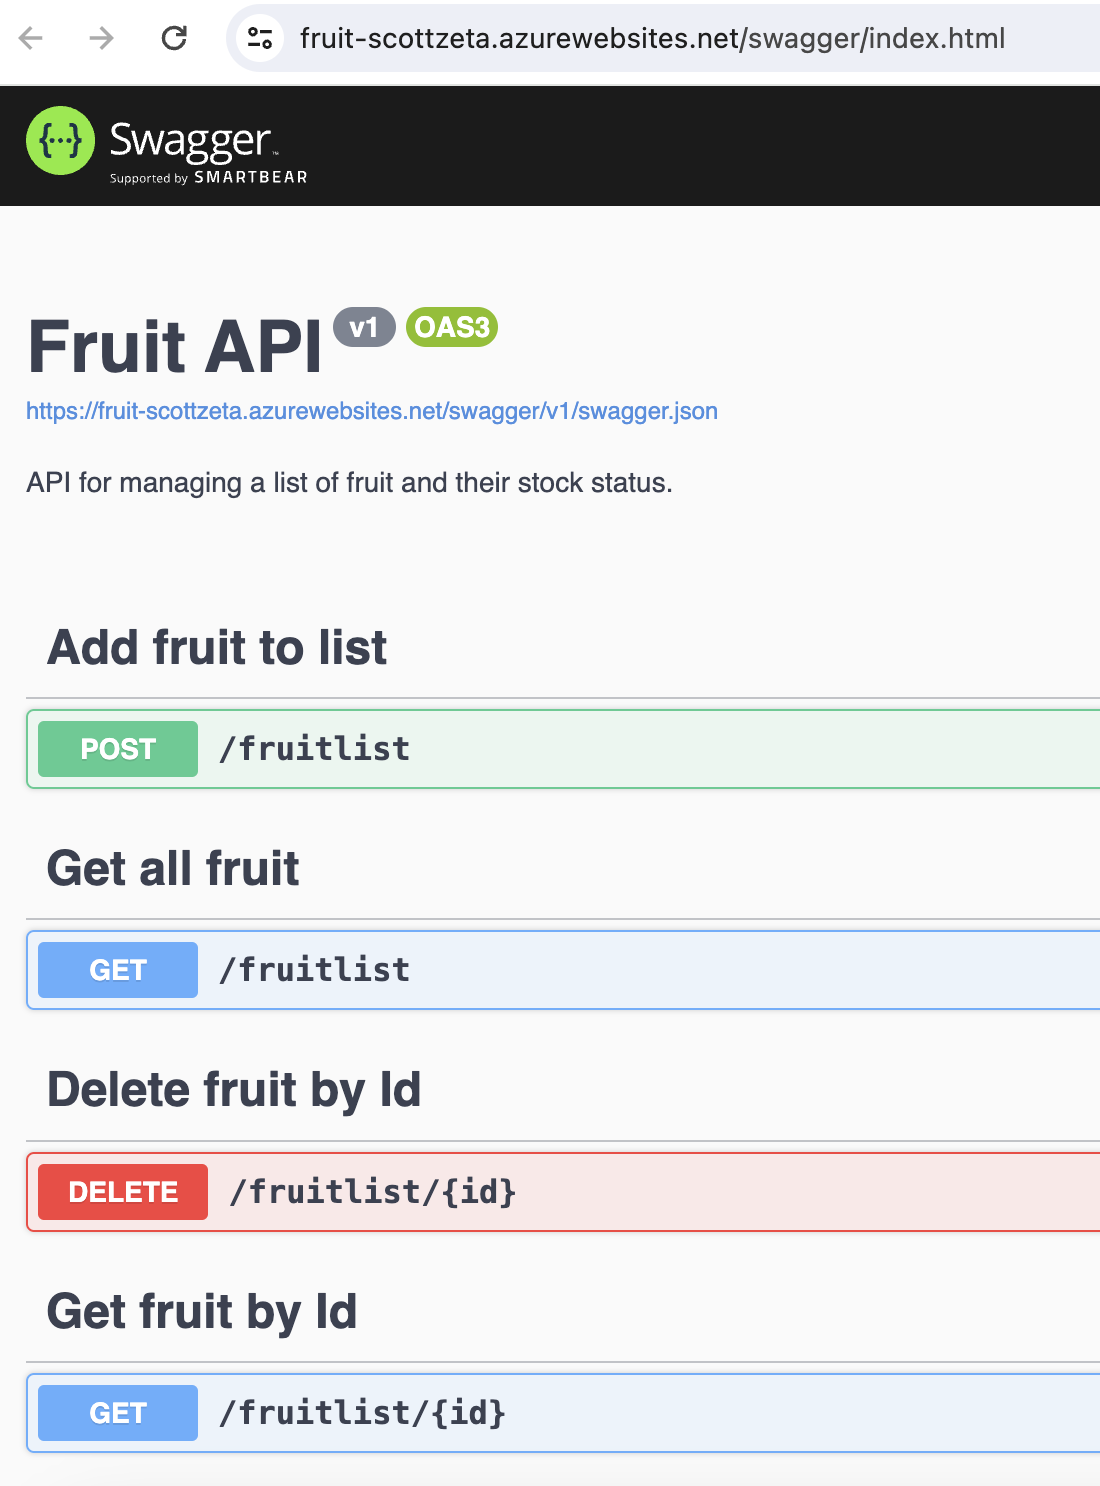 fruit-scottzeta.azurewebsites.net/swagger/index.html
{···} Swagger™
Supported by SMARTBEAR
Fruit API v1 OAS3
https://fruit-scottzeta.azurewebsites.net/swagger/v1/swagger.json
API for managing a list of fruit and their stock status.
Add fruit to list
POST /fruitlist
Get all fruit
GET /fruitlist
Delete fruit by Id
DELETE /fruitlist/{id}
Get fruit by Id
GET /fruitlist/{id}